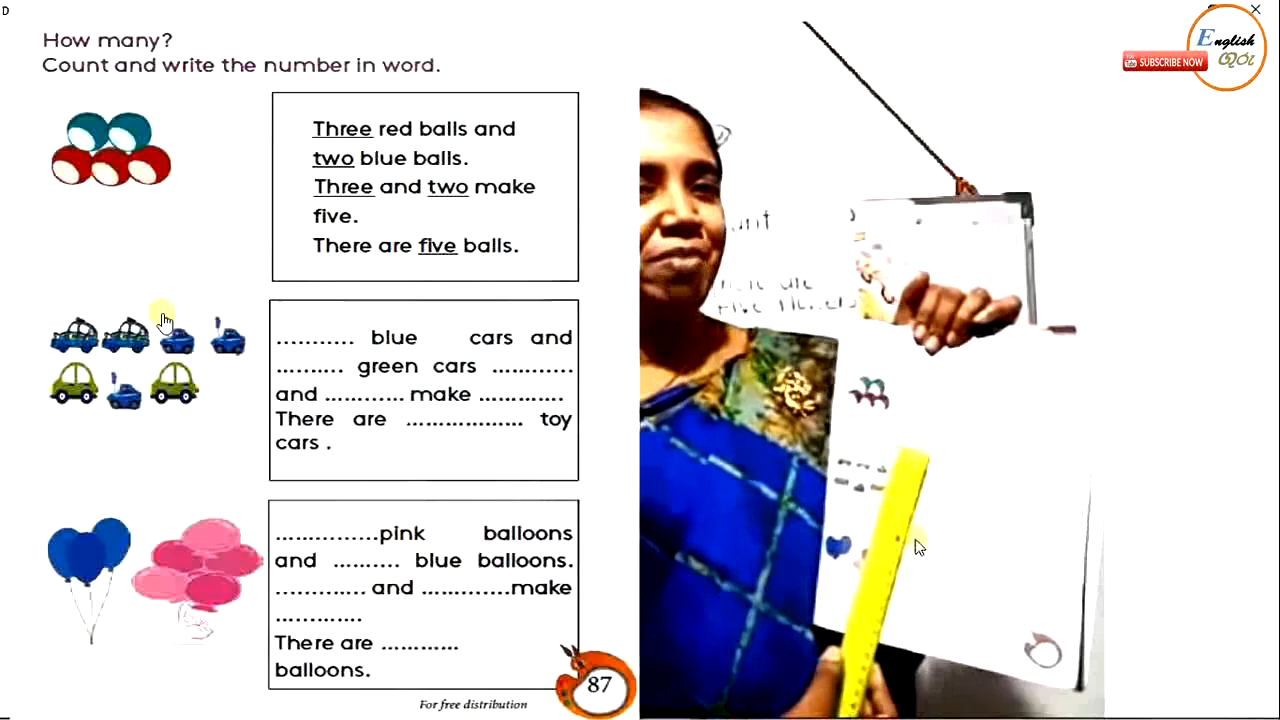 D
How many?
Count and write the number in word.
English
ගුරු
SUBSCRIBE NOW
Three red balls and
two blue balls.
Three and two make
five.
There are five balls.
........... blue cars and
.......... green cars ............
and ............ make .............
There are .................. toy
cars .
...............pink balloons
and .......... blue balloons.
............. and .............make
.............
There are ............
balloons.
87
For free distribution